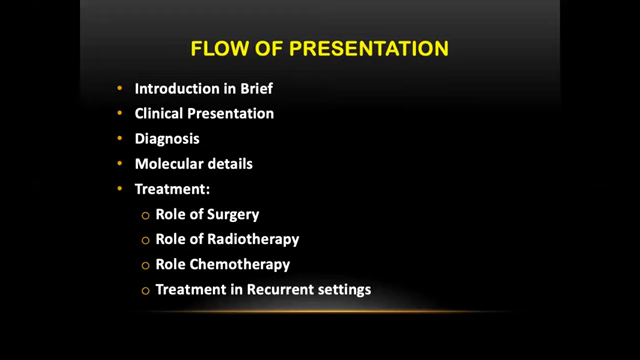 FLOW OF PRESENTATION
• Introduction in Brief
• Clinical Presentation
• Diagnosis
• Molecular details
• Treatment:
o Role of Surgery
o Role of Radiotherapy
o Role Chemotherapy
o Treatment in Recurrent settings